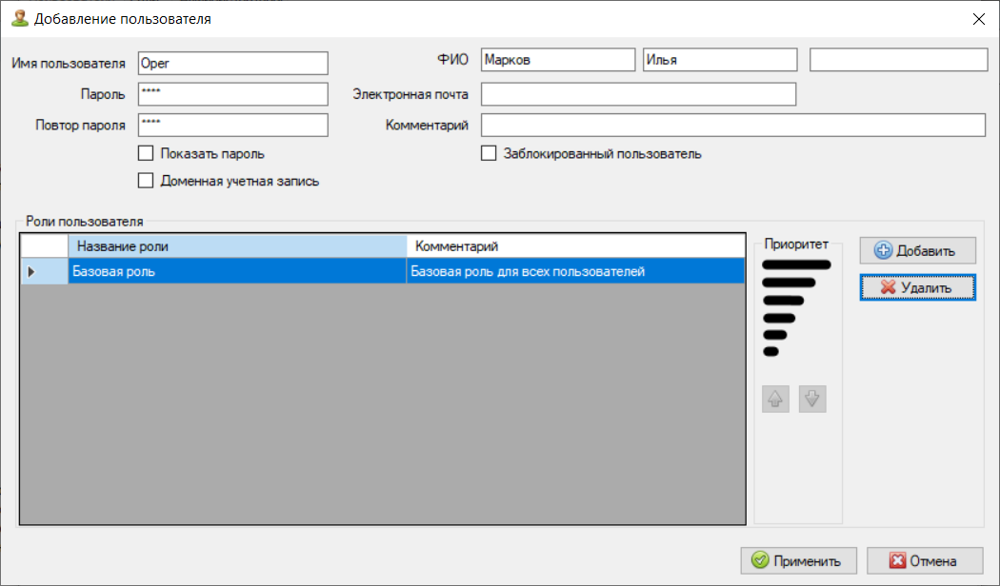 Добавление пользователя
Имя пользователя Oper ФИО Марков Илья
Пароль **** Электронная почта
Повтор пароля **** Комментарий
Показать пароль Заблокированный пользователь
Доменная учетная запись
Роли пользователя
Название роли Комментарий Приоритет Добавить
Базовая роль Базовая роль для всех пользователей
Удалить
Применить Отмена